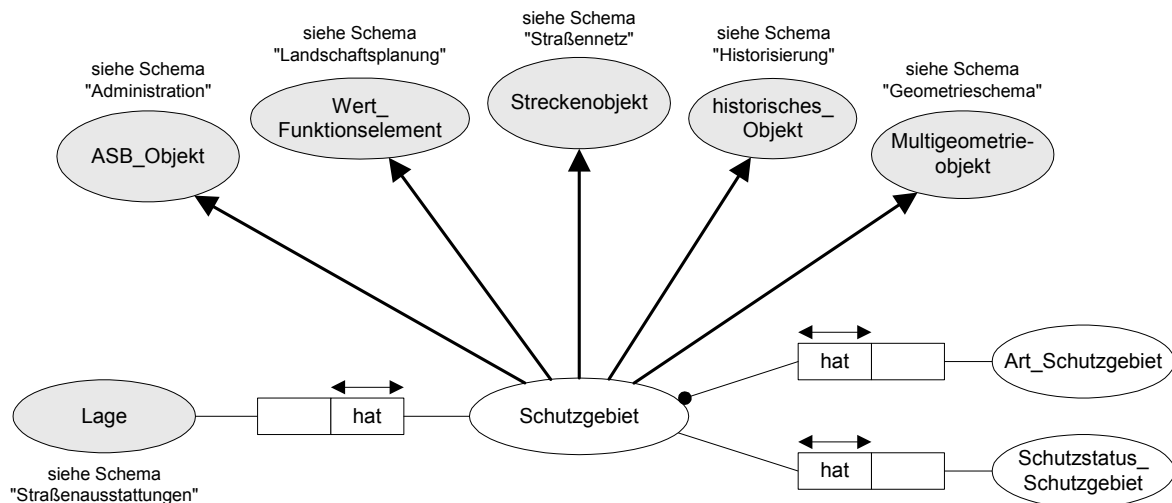 siehe Schema
"Administration"
ASB_Objekt
siehe Schema
"Landschaftsplanung"
Wert_
Funktionselement
siehe Schema
"Straßennetz"
Streckenobjekt
siehe Schema
"Historisierung"
historisches_
Objekt
siehe Schema
"Geometrieschema"
Multigeometrie-
objekt
Lage
siehe Schema
"Straßenausstattungen"
hat
Schutzgebiet
hat
Art_Schutzgebiet
hat
Schutzstatus_
Schutzgebiet